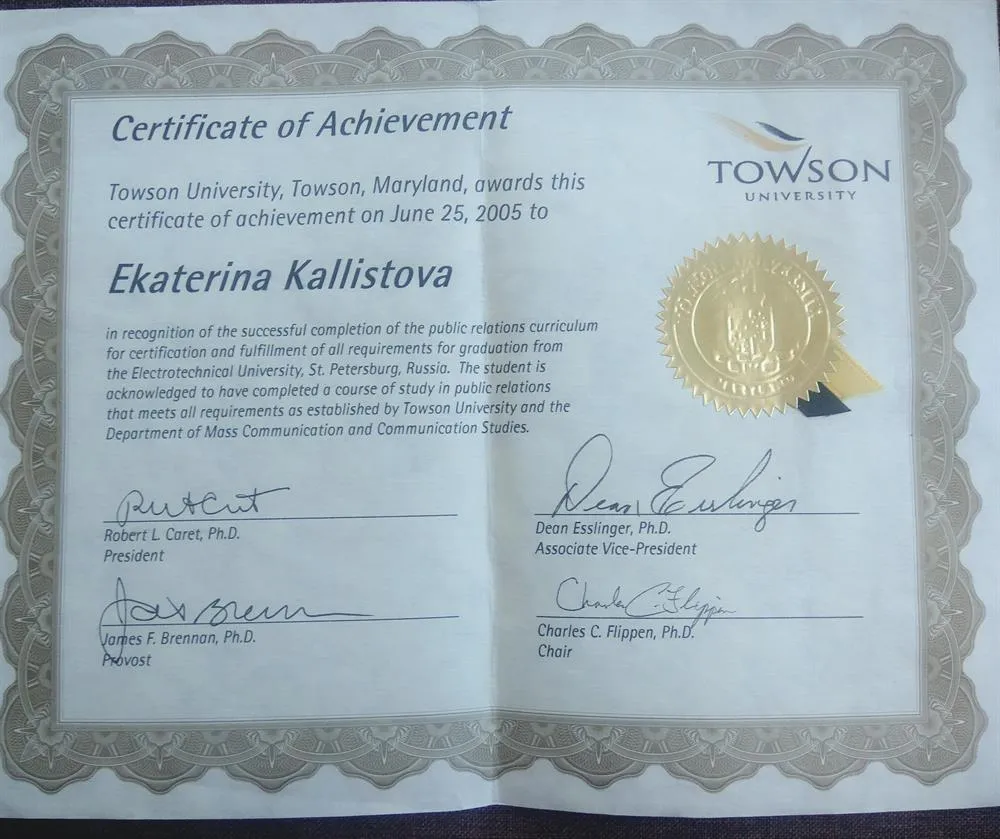 Certificate of Achievement
TOWSON
UNIVERSITY
Towson University, Towson, Maryland, awards this
certificate of achievement on June 25, 2005 to
Ekaterina Kallistova
in recognition of the successful completion of the public relations curriculum
for certification and fulfillment of all requirements for graduation from
the Electrotechnical University, St. Petersburg, Russia. The student is
acknowledged to have completed a course of study in public relations
that meets all requirements as established by Towson University and the
Department of Mass Communication and Communication Studies.
MARYLAND
Robert L. Caret, Ph.D.
President
Dean Esslinger
Dean Esslinger, Ph.D.
Associate Vice-President
James F. Brennan, Ph.D.
Provost
Charles C. Flippen
Charles C. Flippen, Ph.D.
Chair